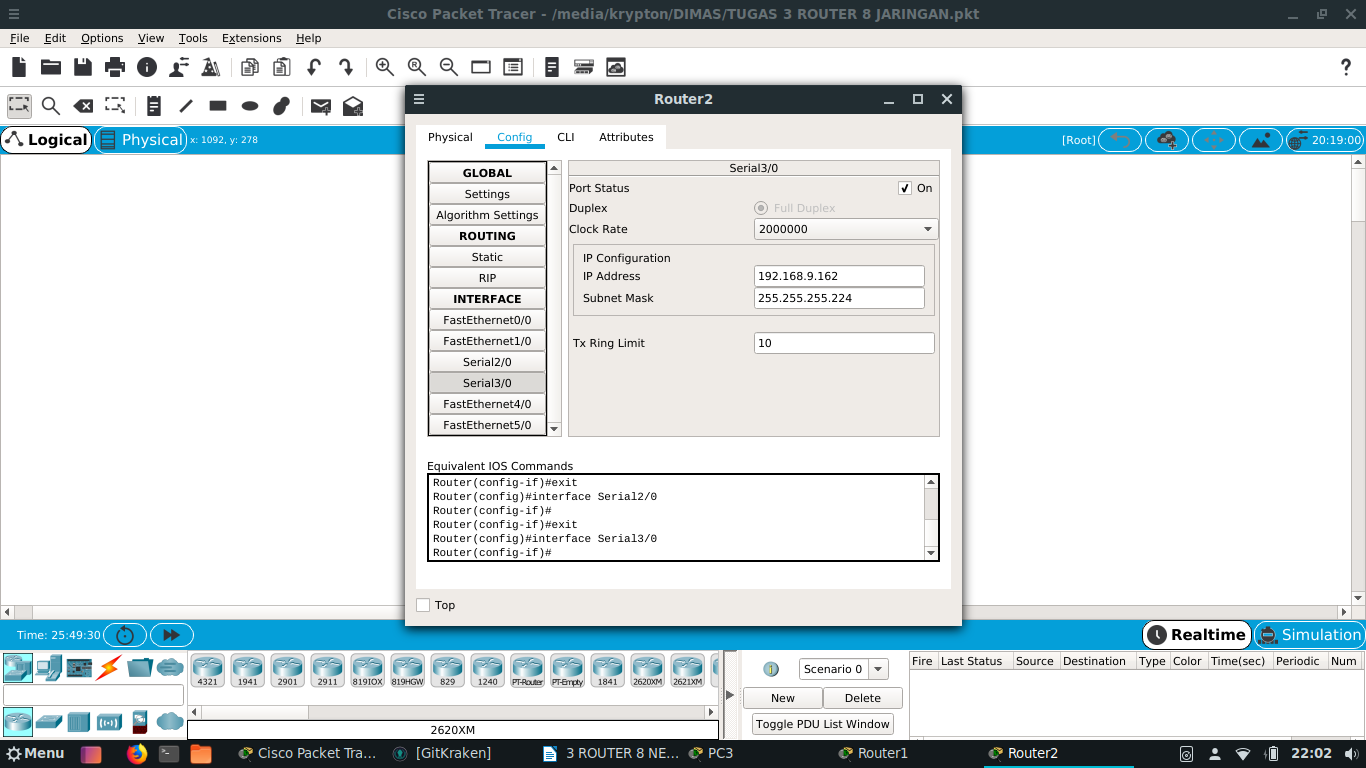 Cisco Packet Tracer - /media/krypton/DIMAS/TUGAS 3 ROUTER 8 JARINGAN.pkt
File Edit Options View Tools Extensions Help
?
Router2
Logical Physical x: 1092, y: 278
[Root] 20:19:00
Physical Config CLI Attributes
GLOBAL
Settings
Algorithm Settings
ROUTING
Static
RIP
INTERFACE
FastEthernet0/0
FastEthernet1/0
Serial2/0
Serial3/0
FastEthernet4/0
FastEthernet5/0
Serial3/0
Port Status On
Duplex Full Duplex
Clock Rate 2000000
IP Configuration
IP Address 192.168.9.162
Subnet Mask 255.255.255.224
Tx Ring Limit 10
Equivalent IOS Commands
Router(config-if)#exit
Router(config)#interface Serial2/0
Router(config-if)#
Router(config-if)#exit
Router(config)#interface Serial3/0
Router(config-if)#
Top
Time: 25:49:30
Realtime Simulation
4321 1941 2901 2911 819IOX 819HGW 829 1240 PT-Router PT-Empty 1841 2620XM 2621XM
2620XM
Scenario 0
New Delete
Toggle PDU List Window
Fire Last Status Source Destination Type Color Time(sec) Periodic Num
Menu Cisco Packet Tra... [GitKraken] 3 ROUTER 8 NE... PC3 Router1 Router2 22:02